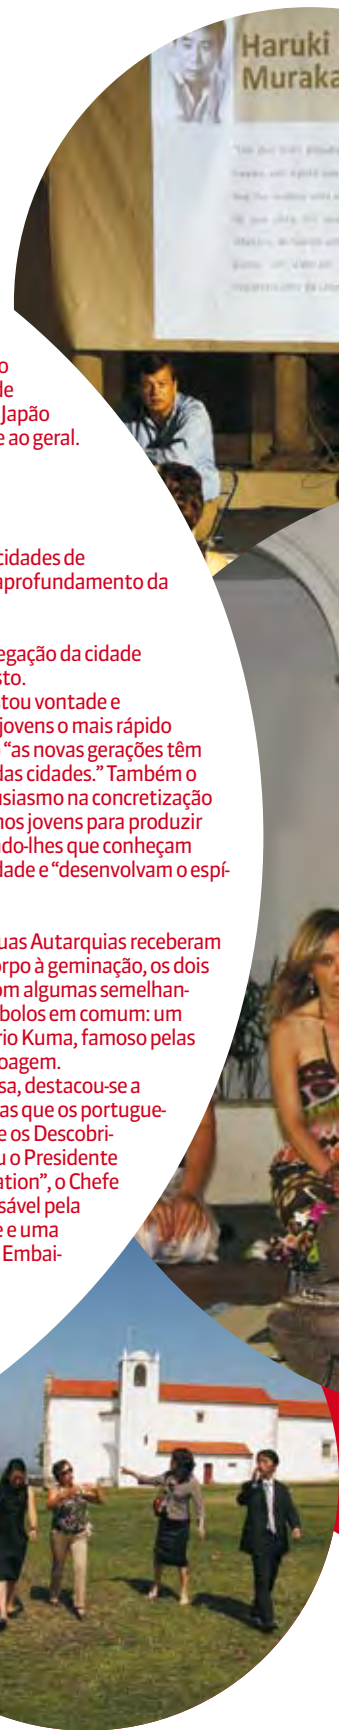 Haruki
Muraka
o
de
Japão
e ao geral.
cidades de
aprofundamento da
egação da cidade
sto.
stou vontade e
jovens o mais rápido
“as novas gerações têm
das cidades.” Também o
usiasmo na concretização
nos jovens para produzir
ndo-lhes que conheçam
dade e “desenvolvam o espí-
uas Autarquias receberam
orpo à geminação, os dois
om algumas semelhan-
bolos em comum: um
rio Kuma, famoso pelas
oagem.
sa, destacou-se a
as que os portugue-
e os Descobri-
u o Presidente
ation”, o Chefe
sável pela
e e uma
Embai-